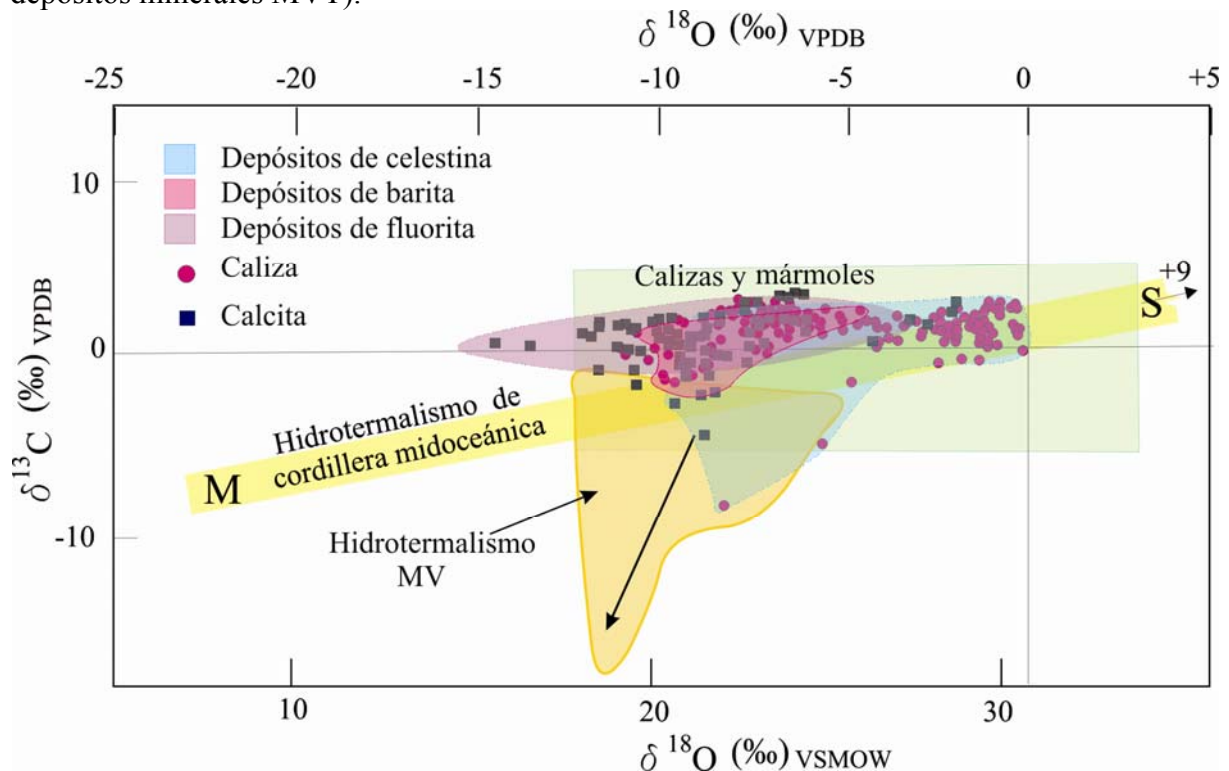 depósitos minerales MVT).
δ ¹⁸O (‰) VPDB
-25 -20 -15 -10 -5 0 +5
Depósitos de celestina
Depósitos de barita
Depósitos de fluorita
Caliza
Calcita
Calizas y mármoles
+9
S
10
0
-10
δ¹³C (‰) VPDB
Hidrotermalismo de
cordillera midoceánica
M
Hidrotermalismo
MV
10 20 30
δ ¹⁸O (‰) VSMOW